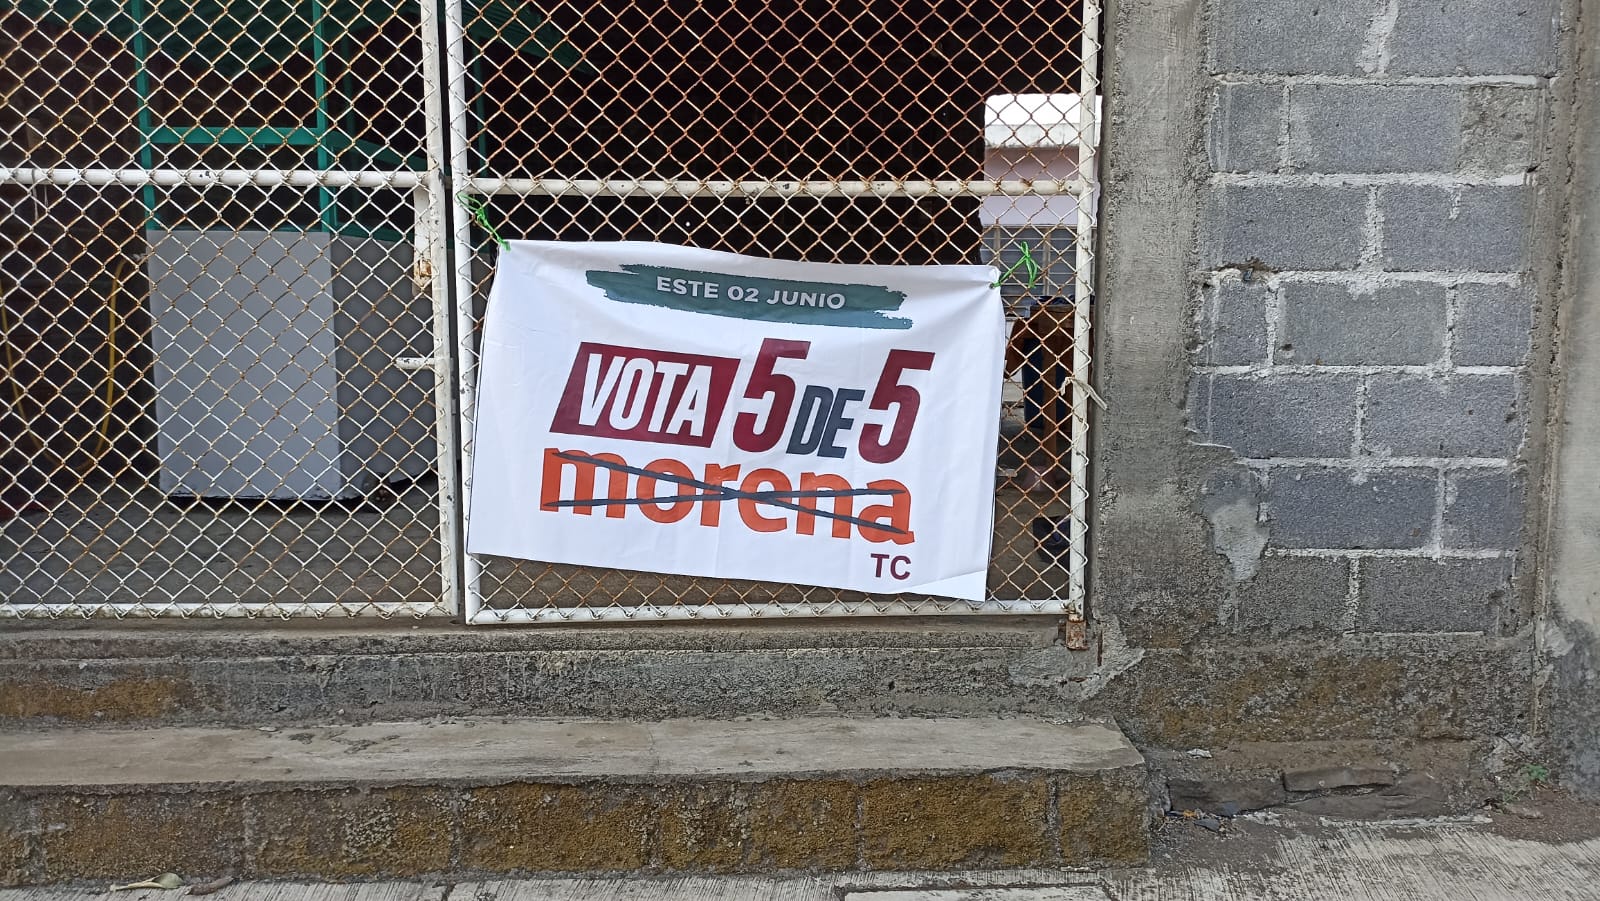 ESTE 02 JUNIO
VOTA 5 DE 5
morena
TC